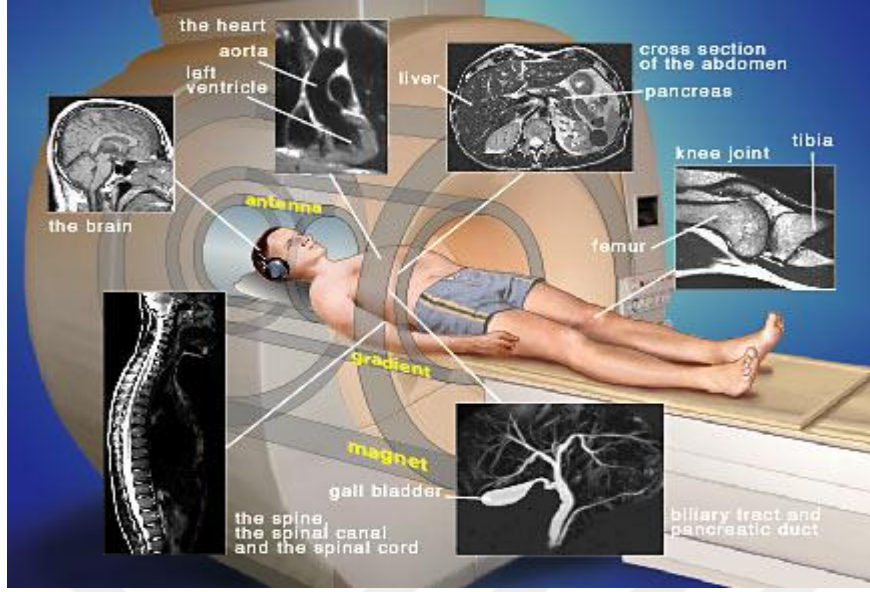 the heart
aorta
left
ventricle
liver
cross section
of the abdomen
pancreas
knee joint
tibia
femur
the brain
antenna
gradient
magnet
gall bladder
the spine,
the spinal canal
and the spinal cord
biliary tract and
pancreatic duct